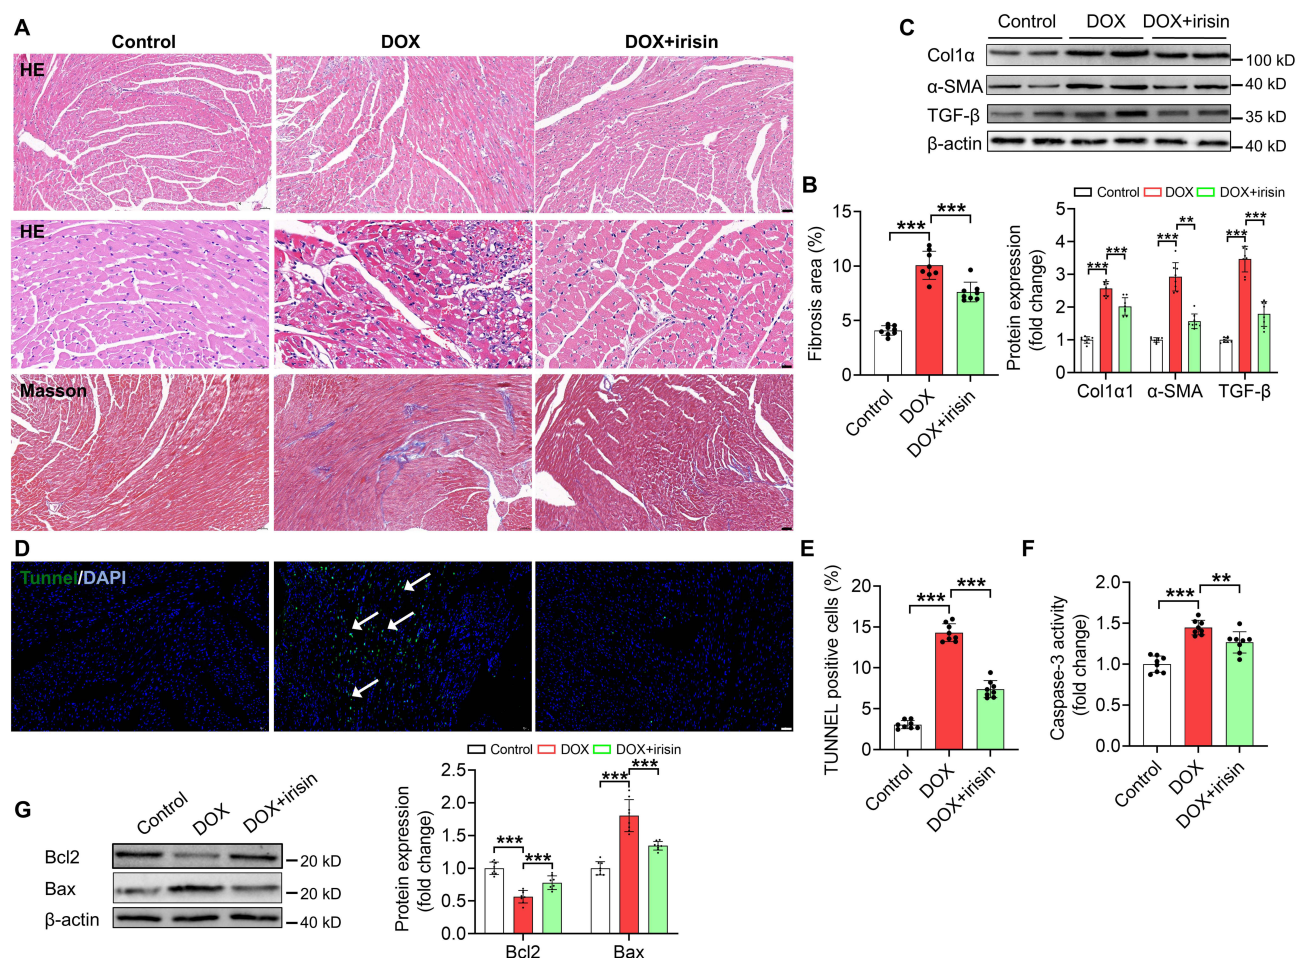 A
Control
DOX
DOX+irisin
HE
HE
Masson
C
Control
DOX
DOX+irisin
Col1α
100 kD
α-SMA
40 kD
TGF-β
35 kD
β-actin
40 kD
B
15
10
5
0
Fibrosis area (%)
***
***
Control
DOX
DOX+irisin
Control
DOX
DOX+irisin
5
4
3
2
1
0
Protein expression
(fold change)
***
***
***
**
***
***
Col1α1
α-SMA
TGF-β
D
Tunnel/DAPI
E
20
15
10
5
0
TUNNEL positive cells (%)
***
***
Control
DOX
DOX+irisin
F
2.0
1.5
1.0
0.5
0.0
Caspase-3 activity
(fold change)
***
**
Control
DOX
DOX+irisin
G
Control
DOX
DOX+irisin
Bcl2
20 kD
Bax
20 kD
β-actin
40 kD
Control
DOX
DOX+irisin
2.5
2.0
1.5
1.0
0.5
0.0
Protein expression
(fold change)
***
***
***
***
Bcl2
Bax